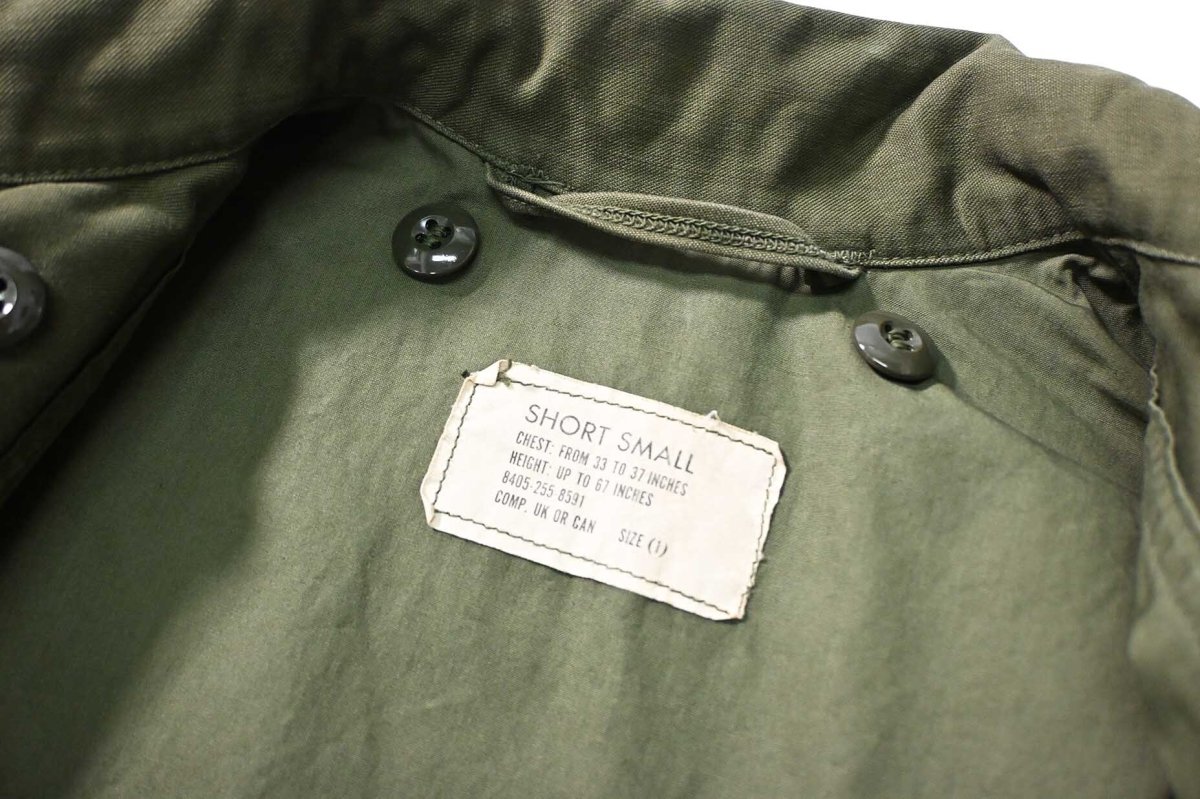 SHORT SMALL
CHEST: FROM 33 TO 37 INCHES
HEIGHT: UP TO 67 INCHES
8405-255-8591
COMP. UK OR CAN SIZE (1)